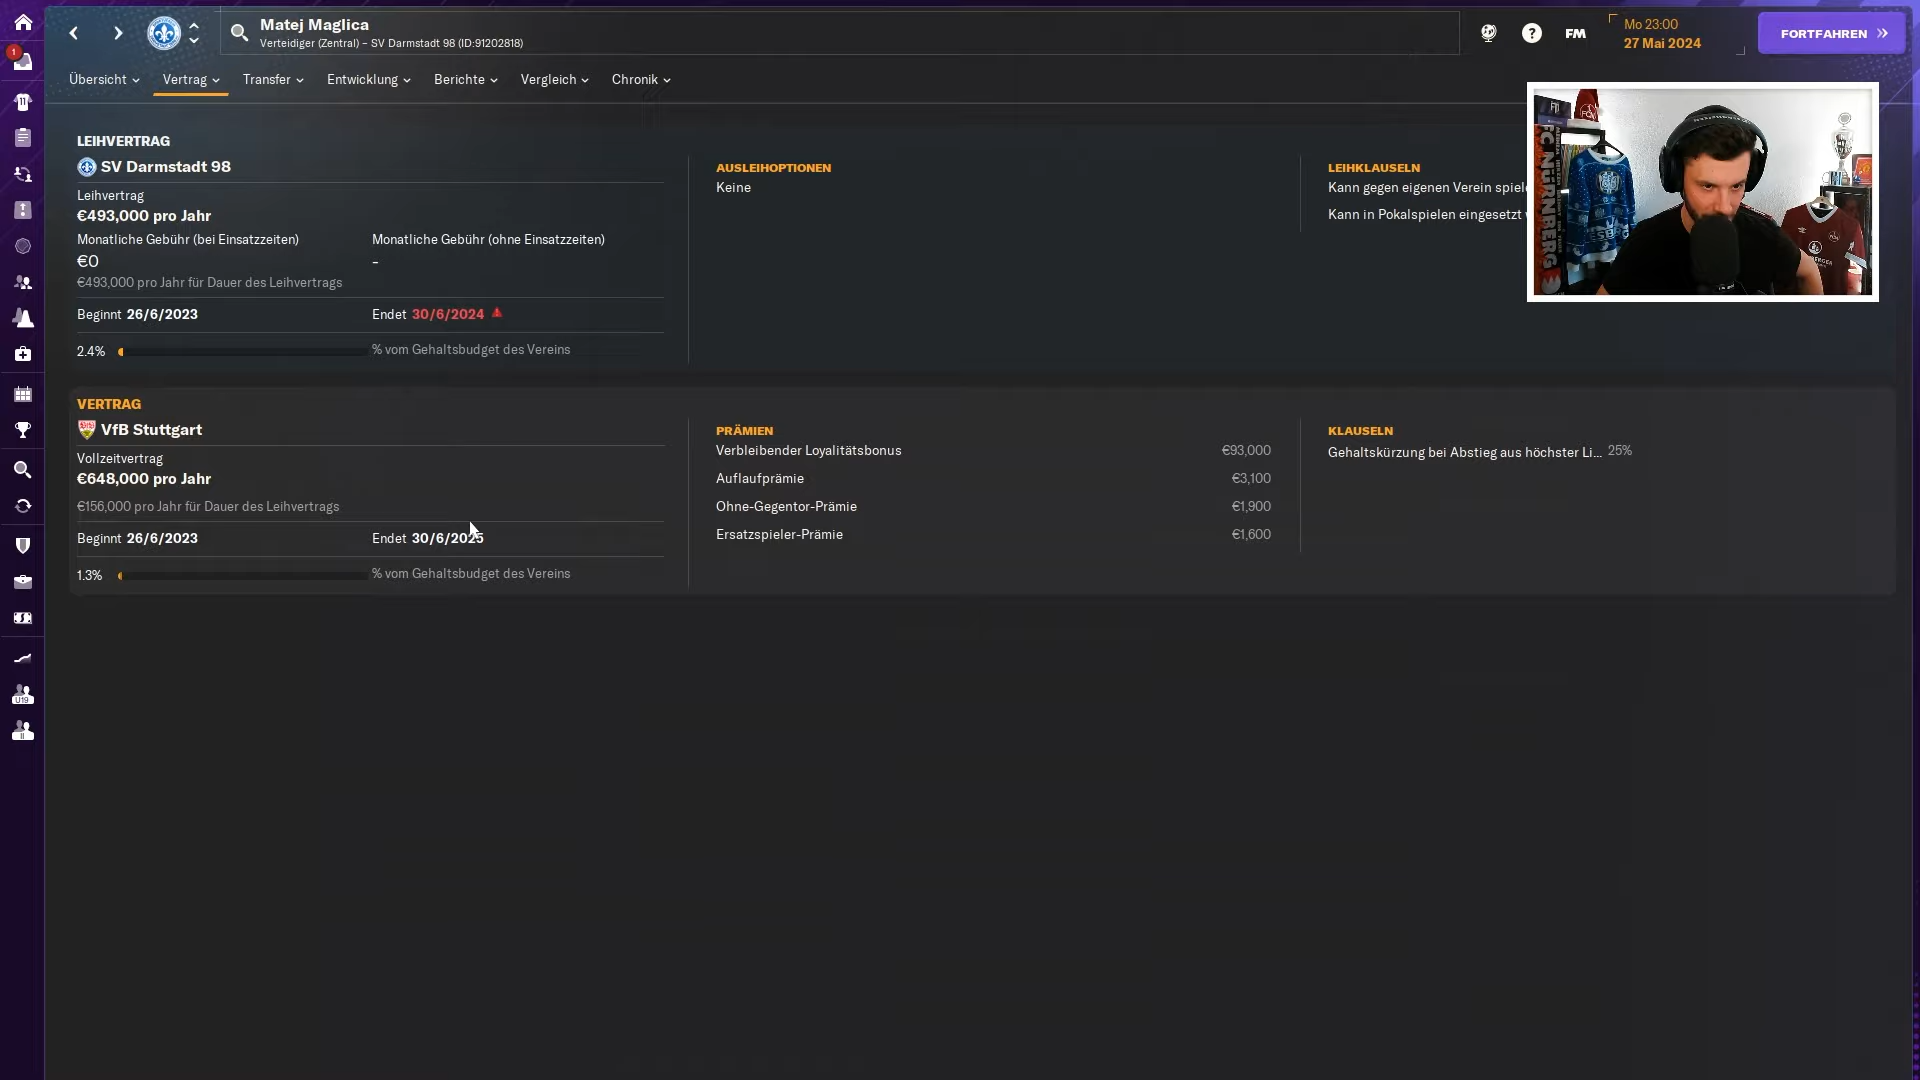 Matej Maglica
Verteidiger (Zentral) – SV Darmstadt 98 (ID:91202818)
FM
Mo 23:00
27 Mai 2024
FORTFAHREN
1
Übersicht
Vertrag
Transfer
Entwicklung
Berichte
Vergleich
Chronik
LEIHVERTRAG
SV Darmstadt 98
Leihvertrag
€493,000 pro Jahr
Monatliche Gebühr (bei Einsatzzeiten)
Monatliche Gebühr (ohne Einsatzzeiten)
€0
-
€493,000 pro Jahr für Dauer des Leihvertrags
Beginnt 26/6/2023
Endet 30/6/2024
2.4%
% vom Gehaltsbudget des Vereins
AUSLEIHOPTIONEN
Keine
LEIHKLAUSELN
Kann gegen eigenen Verein spiele
Kann in Pokalspielen eingesetzt w
FC NÜRNBERG
VERTRAG
VfB Stuttgart
Vollzeitvertrag
€648,000 pro Jahr
€156,000 pro Jahr für Dauer des Leihvertrags
Beginnt 26/6/2023
Endet 30/6/2025
1.3%
% vom Gehaltsbudget des Vereins
PRÄMIEN
Verbleibender Loyalitätsbonus €93,000
Auflaufprämie €3,100
Ohne-Gegentor-Prämie €1,900
Ersatzspieler-Prämie €1,600
KLAUSELN
Gehaltskürzung bei Abstieg aus höchster Li... 25%
U19
II